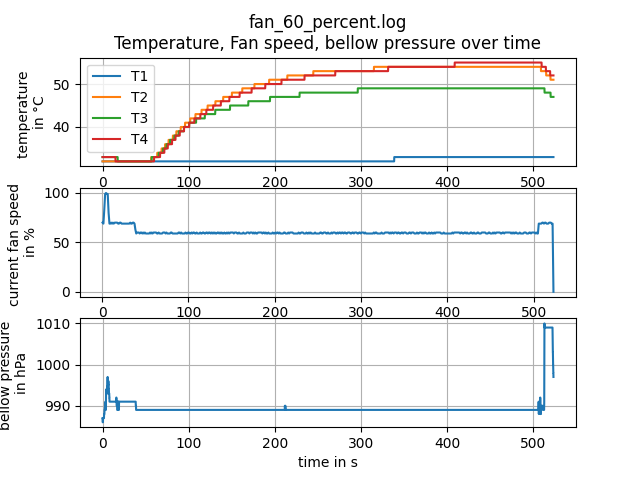 fan_60_percent.log
Temperature, Fan speed, bellow pressure over time
temperature
in °C
50
40
T1
T2
T3
T4
0 100 200 300 400 500
current fan speed
in %
100
50
0
0 100 200 300 400 500
bellow pressure
in hPa
1010
1000
990
0 100 200 300 400 500
time in s